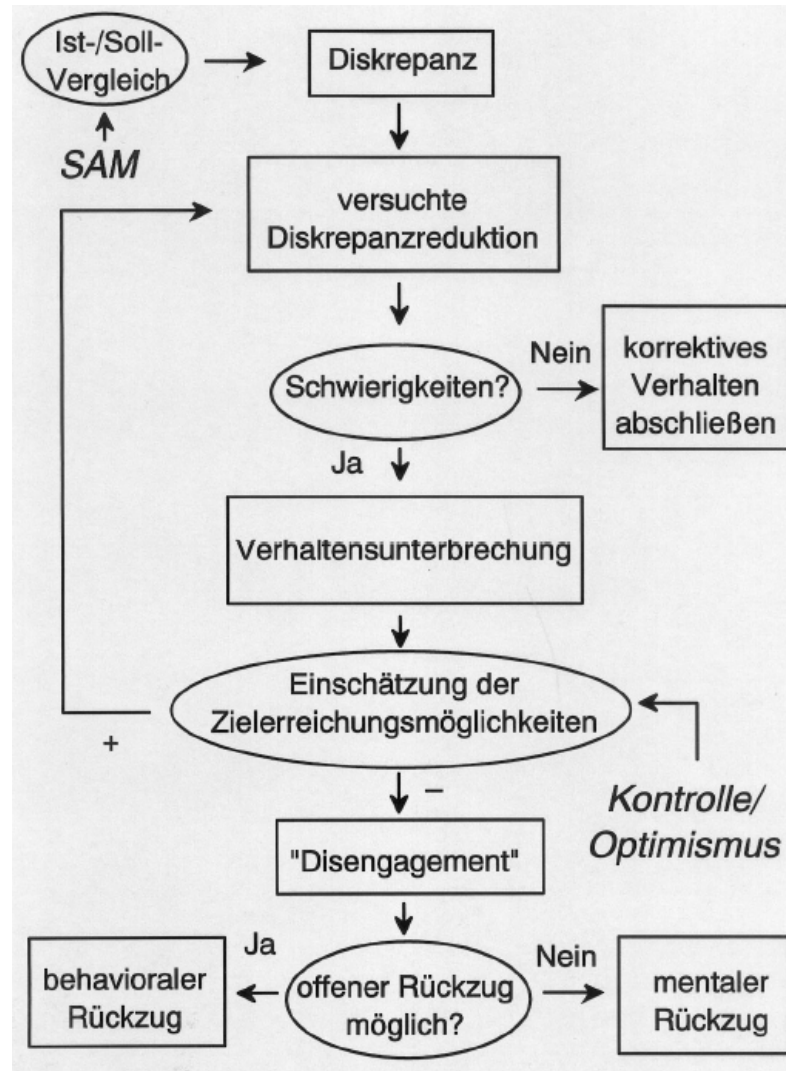 Ist-/Soll-
Vergleich
Diskrepanz
SAM
versuchte
Diskrepanzreduktion
Schwierigkeiten?
Nein
korrektives
Verhalten
abschließen
Ja
Verhaltensunterbrechung
Einschätzung der
Zielerreichungsmöglichkeiten
+
–
Kontrolle/
Optimismus
"Disengagement"
offener Rückzug
möglich?
Ja
behavioraler
Rückzug
Nein
mentaler
Rückzug